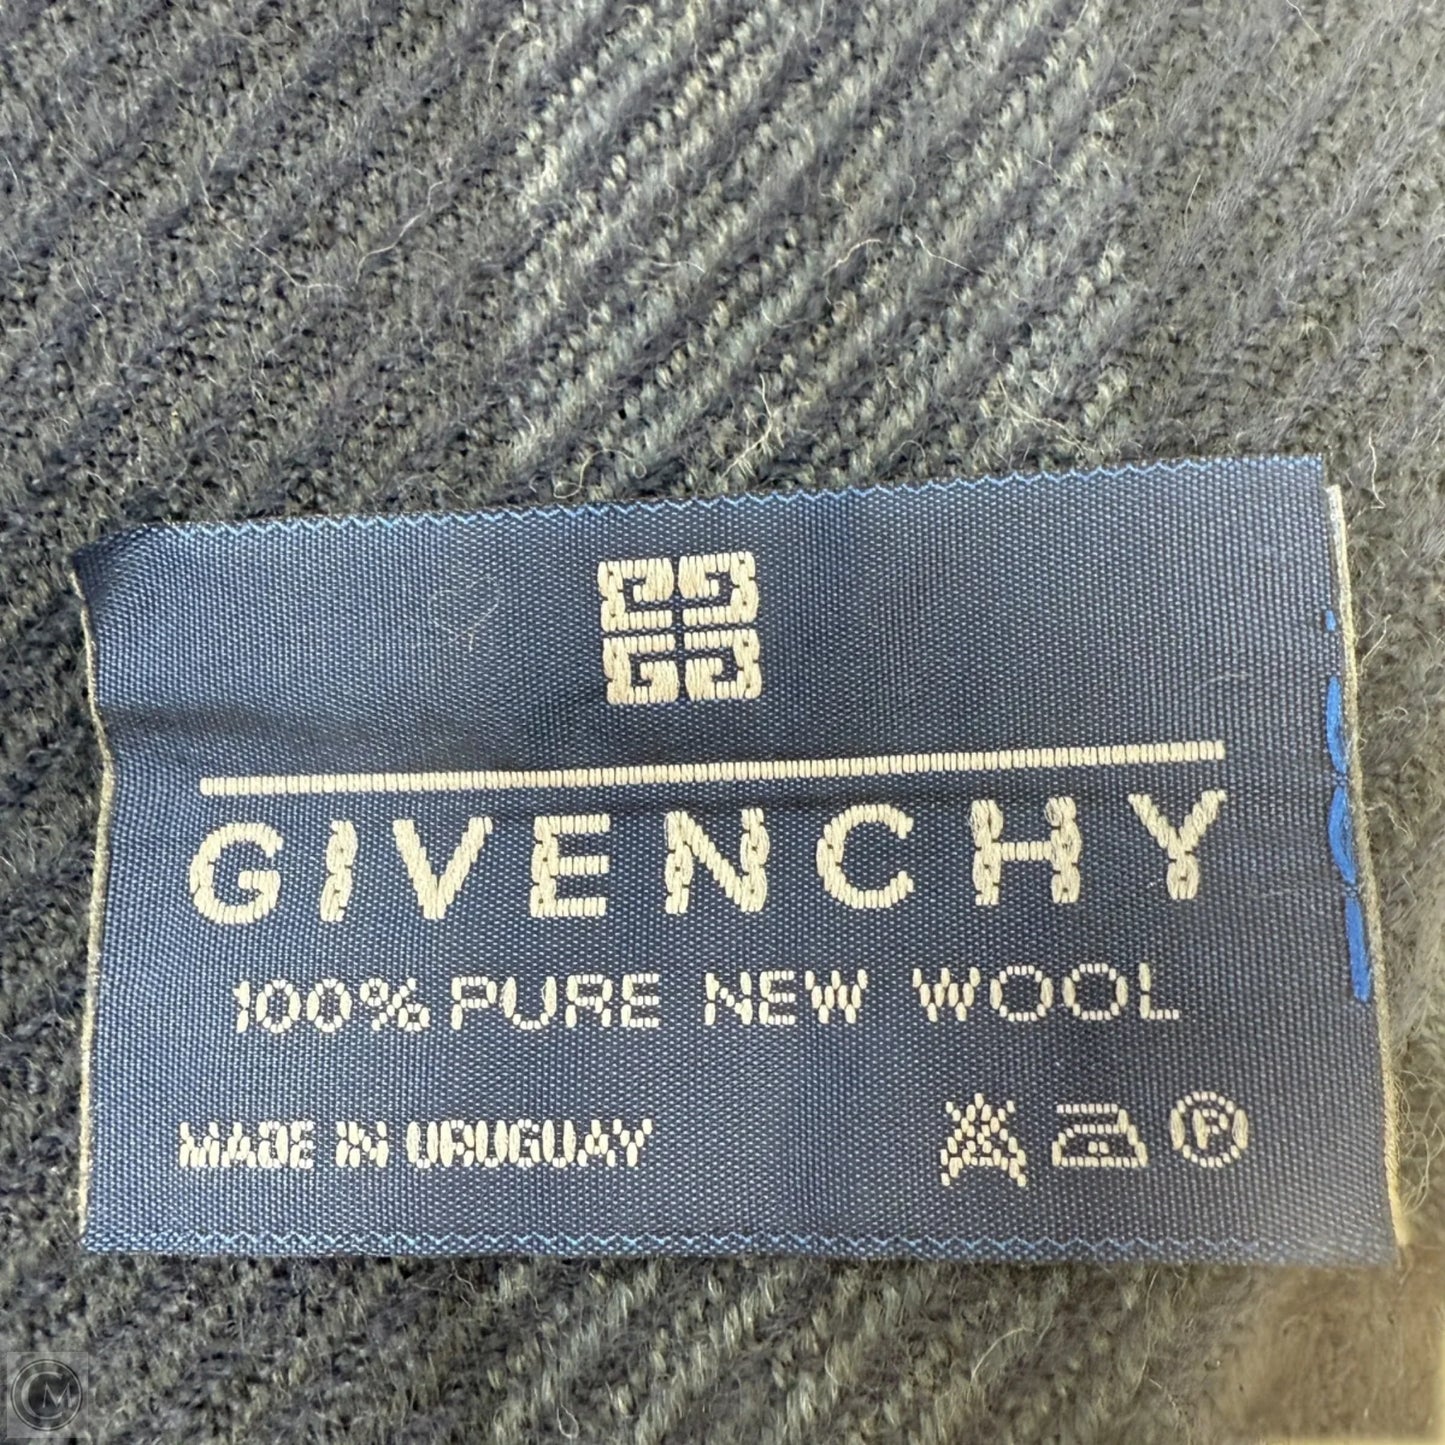 GIVENCHY
100% PURE NEW WOOL
MADE IN URUGUAY
P